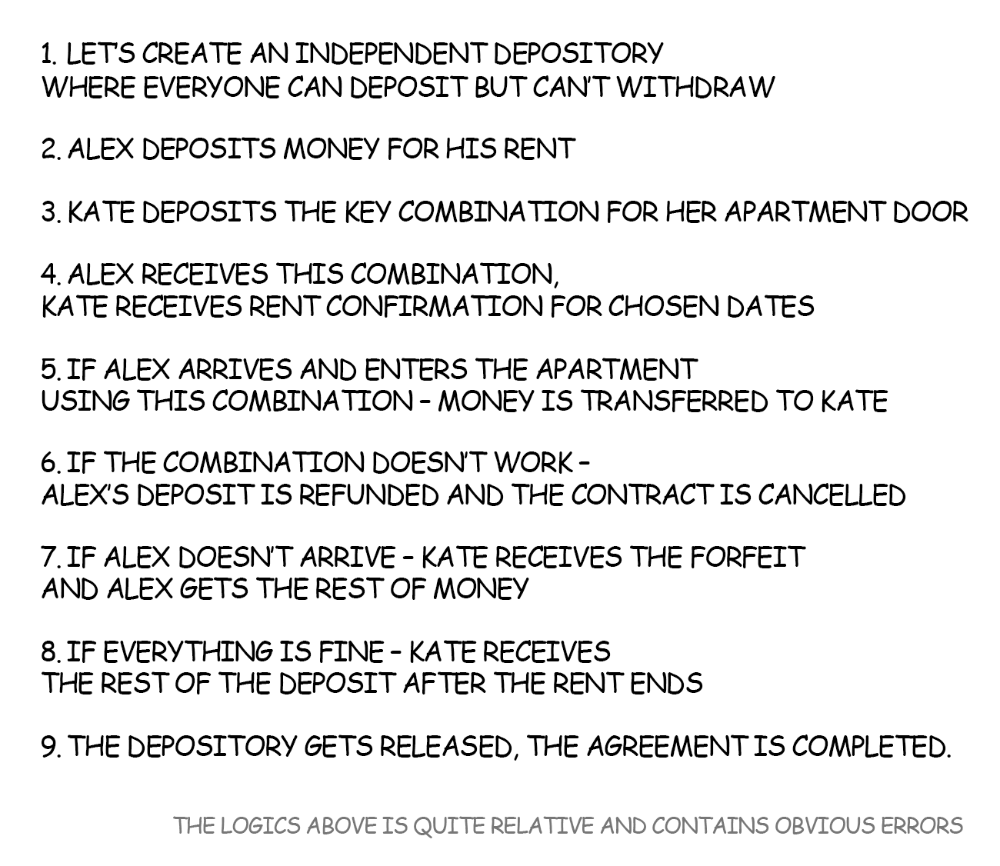 1. LET'S CREATE AN INDEPENDENT DEPOSITORY
WHERE EVERYONE CAN DEPOSIT BUT CAN'T WITHDRAW
2. ALEX DEPOSITS MONEY FOR HIS RENT
3. KATE DEPOSITS THE KEY COMBINATION FOR HER APARTMENT DOOR
4. ALEX RECEIVES THIS COMBINATION,
KATE RECEIVES RENT CONFIRMATION FOR CHOSEN DATES
5. IF ALEX ARRIVES AND ENTERS THE APARTMENT
USING THIS COMBINATION – MONEY IS TRANSFERRED TO KATE
6. IF THE COMBINATION DOESN'T WORK –
ALEX'S DEPOSIT IS REFUNDED AND THE CONTRACT IS CANCELLED
7. IF ALEX DOESN'T ARRIVE – KATE RECEIVES THE FORFEIT
AND ALEX GETS THE REST OF MONEY
8. IF EVERYTHING IS FINE – KATE RECEIVES
THE REST OF THE DEPOSIT AFTER THE RENT ENDS
9. THE DEPOSITORY GETS RELEASED, THE AGREEMENT IS COMPLETED.
THE LOGICS ABOVE IS QUITE RELATIVE AND CONTAINS OBVIOUS ERRORS